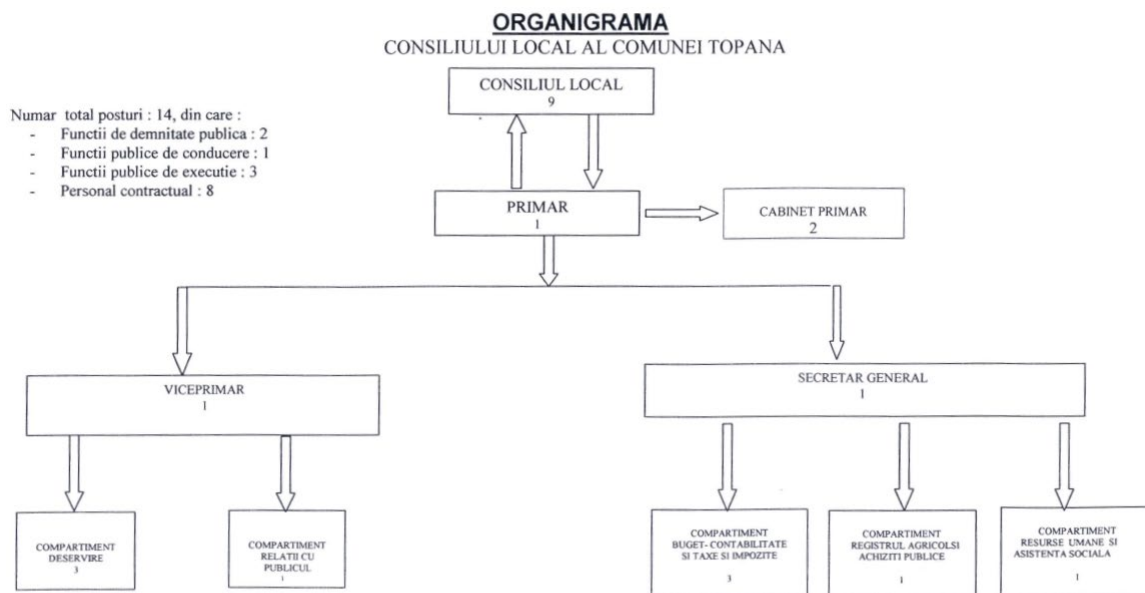 ORGANIGRAMA
CONSILIULUI LOCAL AL COMUNEI TOPANA
CONSILIUL LOCAL
9
Numar total posturi : 14, din care :
- Functii de demnitate publica : 2
- Functii publice de conducere : 1
- Functii publice de executie : 3
- Personal contractual : 8
PRIMAR
1
CABINET PRIMAR
2
VICEPRIMAR
1
SECRETAR GENERAL
1
COMPARTIMENT
DESERVIRE
3
COMPARTIMENT
RELATII CU
PUBLICUL
1
COMPARTIMENT
BUGET- CONTABILITATE
SI TAXE SI IMPOZITE
3
COMPARTIMENT
REGISTRUL AGRICOLSI
ACHIZITI PUBLICE
1
COMPARTIMENT
RESURSE UMANE SI
ASISTENTA SOCIALA
1